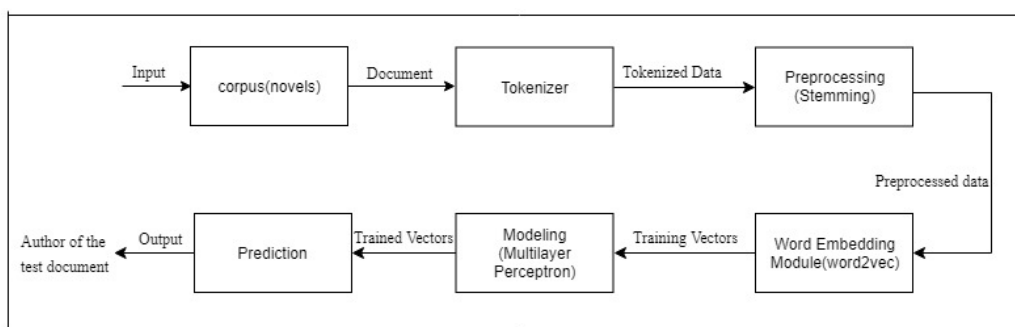 Input
corpus(novels)
Document
Tokenizer
Tokenized Data
Preprocessing
(Stemming)
Preprocessed data
Word Embedding
Module(word2vec)
Training Vectors
Modeling
(Multilayer
Perceptron)
Trained Vectors
Prediction
Output
Author of the
test document